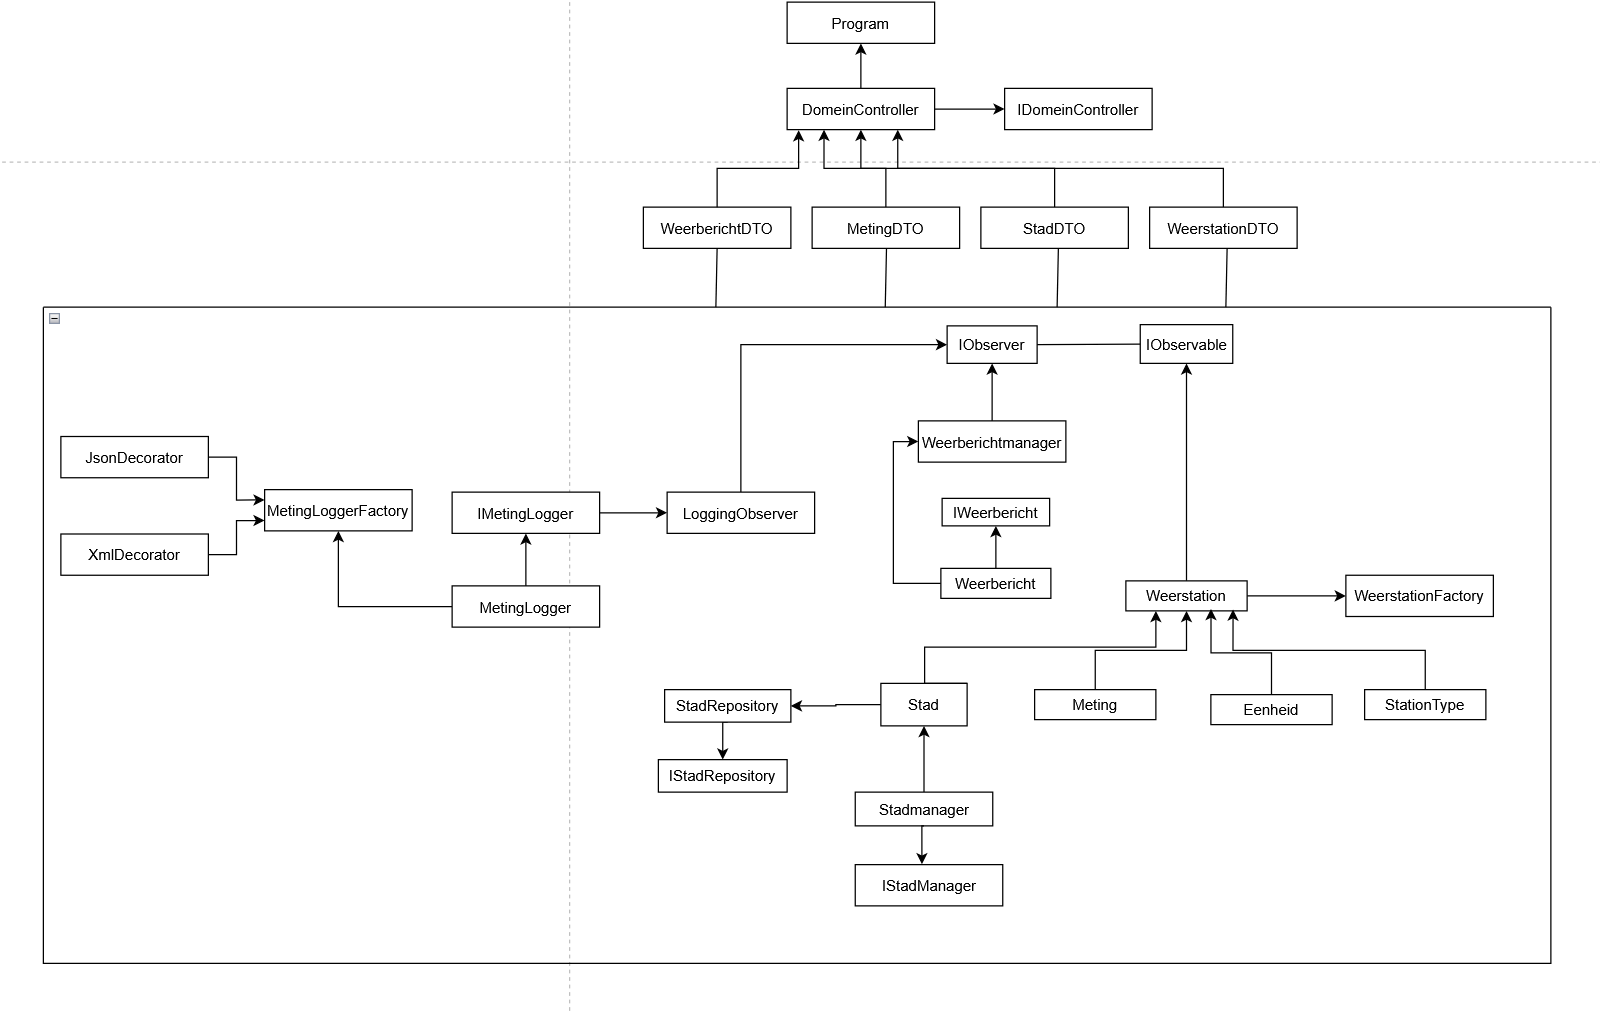 Program
DomeinController
IDomeinController
WeerberichtDTO
MetingDTO
StadDTO
WeerstationDTO
IObserver
IObservable
Weerberichtmanager
JsonDecorator
MetingLoggerFactory
IMetingLogger
LoggingObserver
IWeerbericht
XmlDecorator
Weerbericht
MetingLogger
Weerstation
WeerstationFactory
StadRepository
Stad
Meting
Eenheid
StationType
IStadRepository
Stadmanager
IStadManager